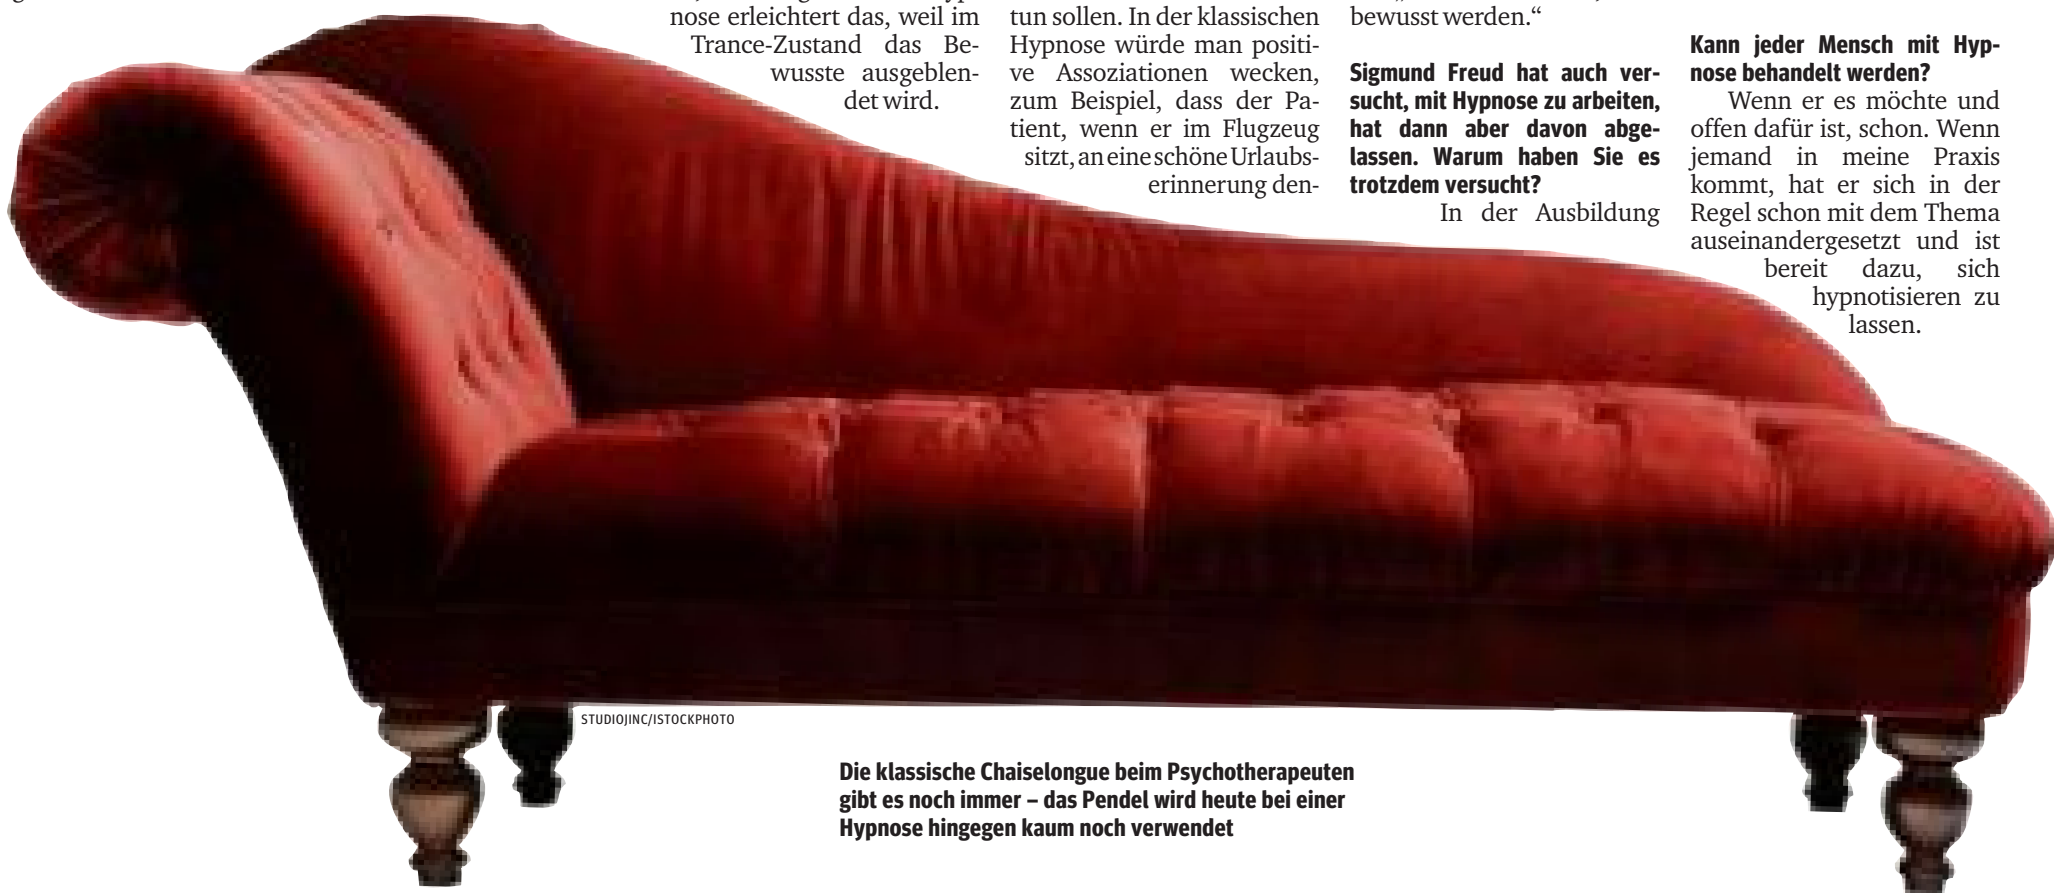 nose erleichtert das, weil im
Trance-Zustand das Be-
wusste ausgeblen-
det wird.
tun sollen. In der klassischen
Hypnose würde man positi-
ve Assoziationen wecken,
zum Beispiel, dass der Pa-
tient, wenn er im Flugzeug
sitzt, an eine schöne Urlaubs-
erinnerung den-
bewusst werden.“
Sigmund Freud hat auch ver-
sucht, mit Hypnose zu arbeiten,
hat dann aber davon abge-
lassen. Warum haben Sie es
trotzdem versucht?
In der Ausbildung
Kann jeder Mensch mit Hyp-
nose behandelt werden?
Wenn er es möchte und
offen dafür ist, schon. Wenn
jemand in meine Praxis
kommt, hat er sich in der
Regel schon mit dem Thema
auseinandergesetzt und ist
bereit dazu, sich
hypnotisieren zu
lassen.
STUDIOJINC/ISTOCKPHOTO
Die klassische Chaiselongue beim Psychotherapeuten
gibt es noch immer – das Pendel wird heute bei einer
Hypnose hingegen kaum noch verwendet